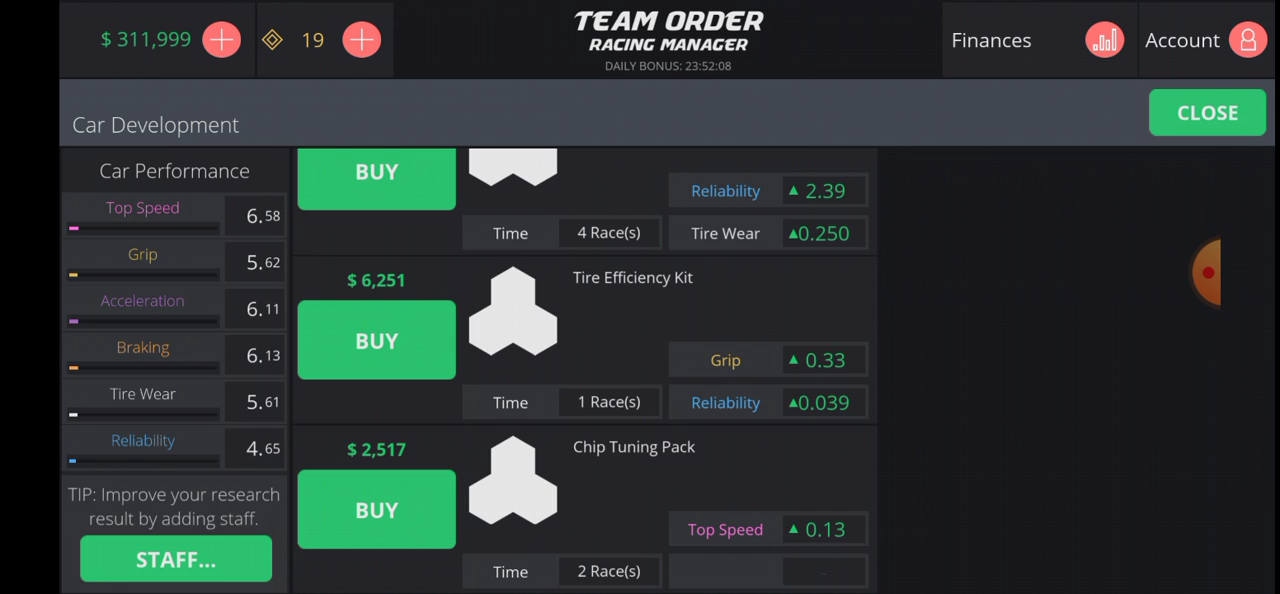 $ 311,999
19
TEAM ORDER
RACING MANAGER
DAILY BONUS: 23:52:08
Finances
Account
Car Development
CLOSE
Car Performance
Top Speed 6.58
Grip 5.62
Acceleration 6.11
Braking 6.13
Tire Wear 5.61
Reliability 4.65
TIP: Improve your research
result by adding staff.
STAFF...
BUY
Reliability ▲ 2.39
Time 4 Race(s) Tire Wear ▲0.250
$ 6,251 Tire Efficiency Kit
BUY
Grip ▲ 0.33
Time 1 Race(s) Reliability ▲0.039
$ 2,517 Chip Tuning Pack
BUY
Top Speed ▲ 0.13
Time 2 Race(s) -